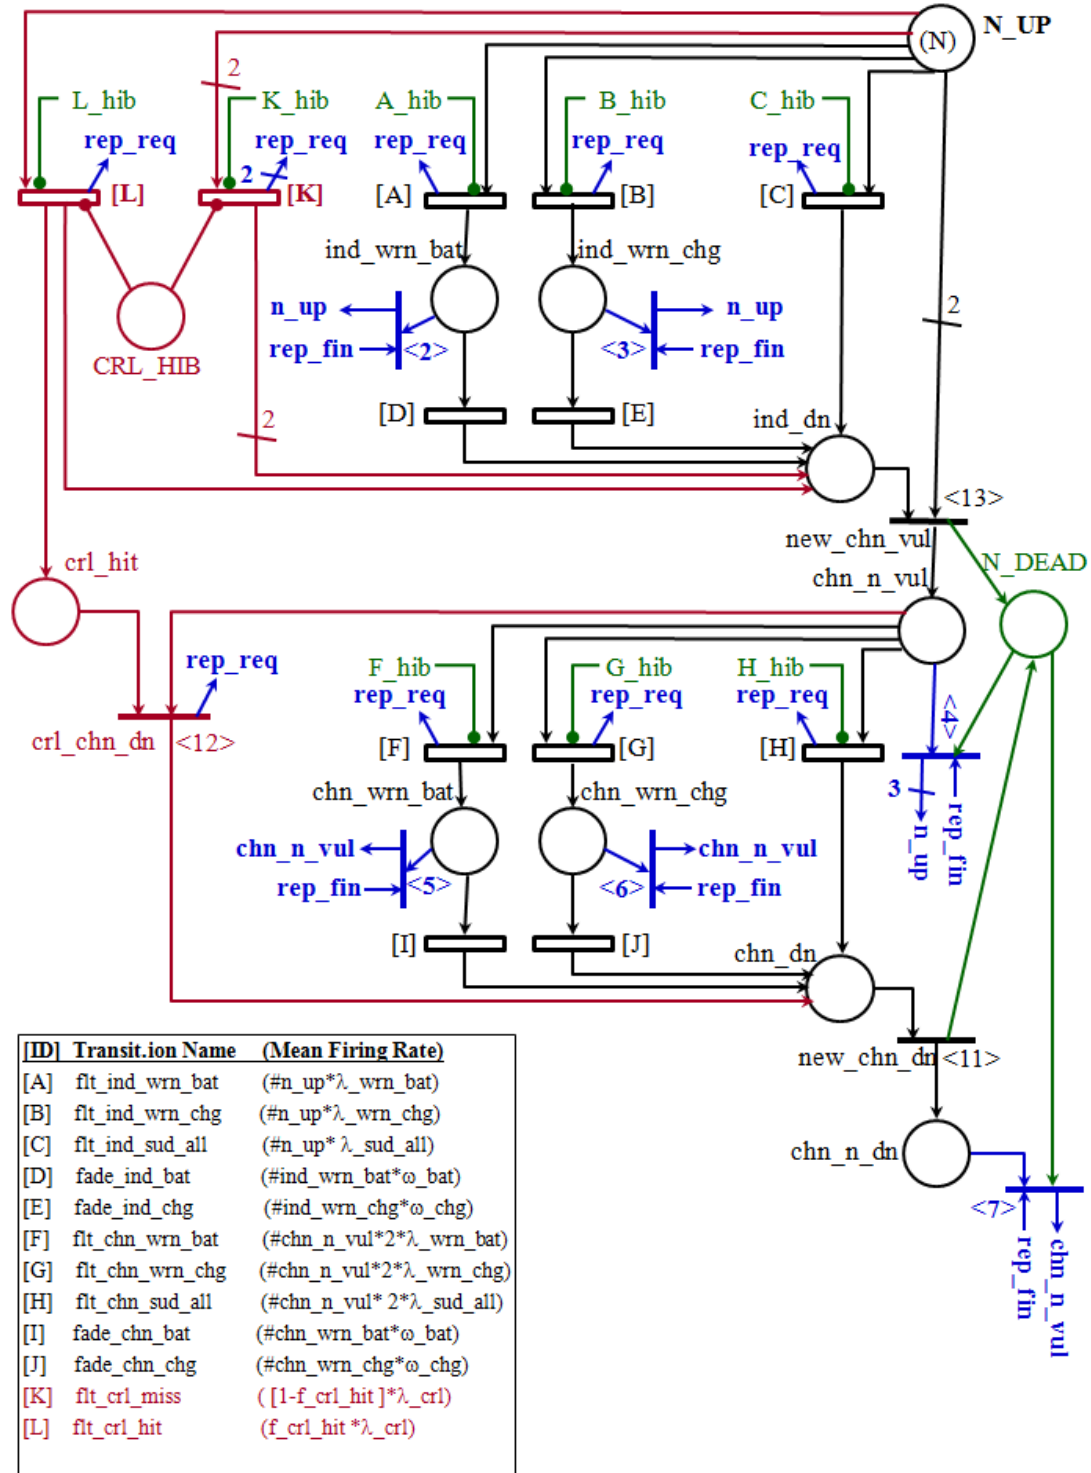 N_UP
(N)
2
L_hib
K_hib
A_hib
B_hib
C_hib
rep_req
rep_req
rep_req
rep_req
rep_req
2
[L]
[K]
[A]
[B]
[C]
ind_wrn_bat
ind_wrn_chg
n_up
n_up
2
rep_fin
<2>
<3>
rep_fin
CRL_HIB
[D]
[E]
2
ind_dn
<13>
new_chn_vul
crl_hit
chn_n_vul
N_DEAD
rep_req
F_hib
G_hib
H_hib
rep_req
rep_req
rep_req
<4>
crl_chn_dn
<12>
[F]
[G]
[H]
chn_wrn_bat
chn_wrn_chg
3
n_up
rep_fin
chn_n_vul
chn_n_vul
rep_fin
<5>
<6>
rep_fin
[I]
[J]
chn_dn
new_chn_dn
<11>
chn_n_dn
<7>
rep_fin
chn_n_vul
[ID] Transit.ion Name (Mean Firing Rate)
[A] flt_ind_wrn_bat (#n_up*λ_wrn_bat)
[B] flt_ind_wrn_chg (#n_up*λ_wrn_chg)
[C] flt_ind_sud_all (#n_up* λ_sud_all)
[D] fade_ind_bat (#ind_wrn_bat*ω_bat)
[E] fade_ind_chg (#ind_wrn_chg*ω_chg)
[F] flt_chn_wrn_bat (#chn_n_vul*2*λ_wrn_bat)
[G] flt_chn_wrn_chg (#chn_n_vul*2*λ_wrn_chg)
[H] flt_chn_sud_all (#chn_n_vul* 2*λ_sud_all)
[I] fade_chn_bat (#chn_wrn_bat*ω_bat)
[J] fade_chn_chg (#chn_wrn_chg*ω_chg)
[K] flt_crl_miss ( [1-f_crl_hit ]*λ_crl)
[L] flt_crl_hit (f_crl_hit *λ_crl)